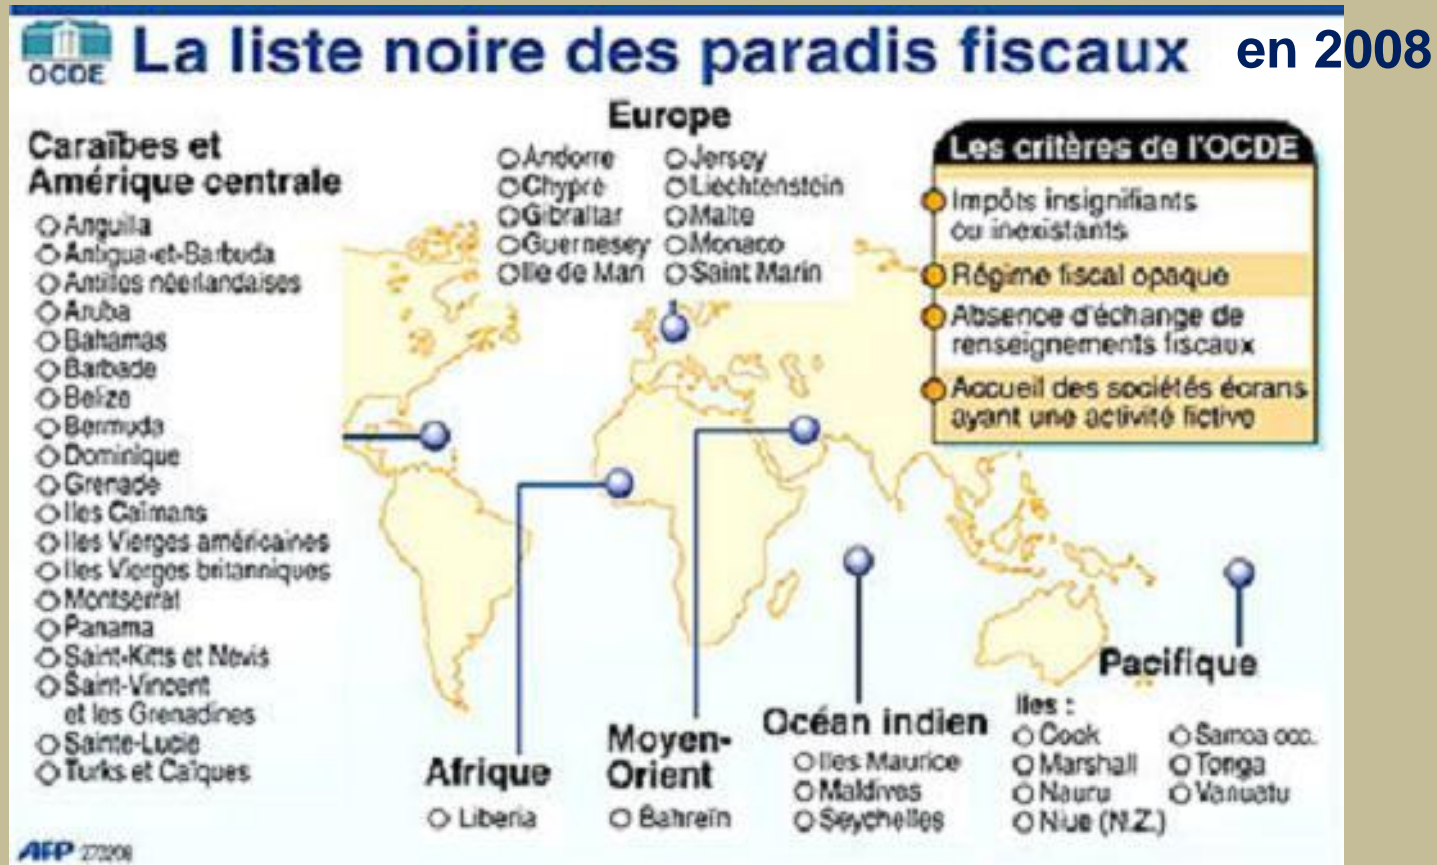 OCDE
La liste noire des paradis fiscaux en 2008
Caraïbes et
Amérique centrale
Anguilla
Antigua-et-Barbuda
Antilles néerlandaises
Aruba
Bahamas
Barbade
Belize
Bermuda
Dominique
Grenade
Iles Caïmans
Iles Vierges américaines
Iles Vierges britanniques
Montserrat
Panama
Saint-Kitts et Nevis
Saint-Vincent
et les Grenadines
Sainte-Lucie
Turks et Caïques
Europe
Andorre
Chypre
Gibraltar
Guernesey
Ile de Man
Jersey
Liechtenstein
Malte
Monaco
Saint Marin
Les critères de l'OCDE
Impôts insignifiants
ou inexistants
Régime fiscal opaque
Absence d'échange de
renseignements fiscaux
Accueil des sociétés écrans
ayant une activité fictive
Afrique
Liberia
Moyen-
Orient
Bahreïn
Océan indien
Iles Maurice
Maldives
Seychelles
Pacifique
Iles :
Cook
Marshall
Nauru
Niue (N.Z.)
Samoa occ.
Tonga
Vanuatu
AFP